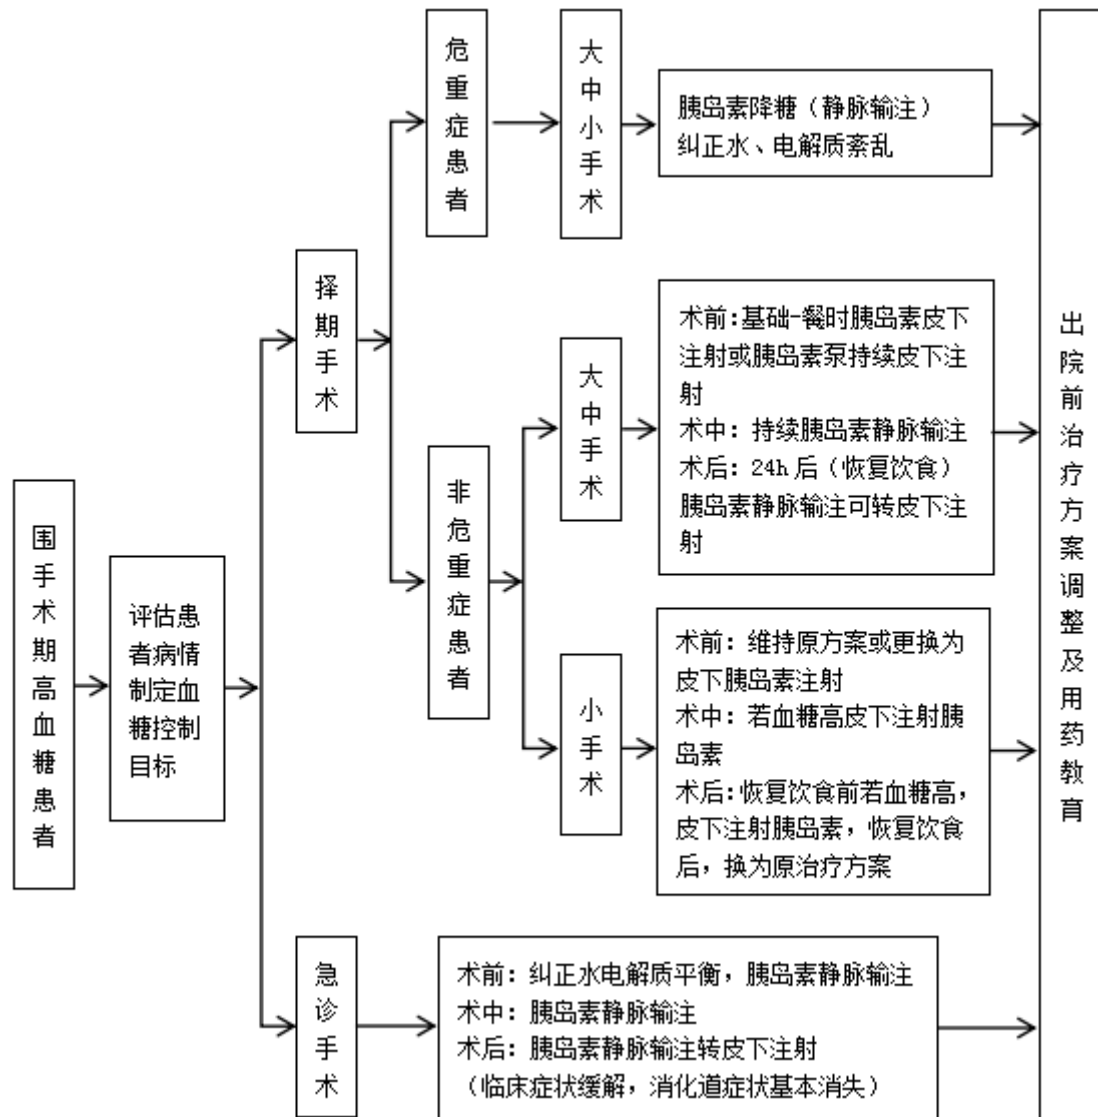 围手术期高血糖患者
评估患
者病情
制定血
糖控制
目标
择期手术
危重症患者
大中小手术
胰岛素降糖（静脉输注）
纠正水、电解质紊乱
非危重症患者
大中手术
术前：基础-餐时胰岛素皮下
注射或胰岛素泵持续皮下注
射
术中：持续胰岛素静脉输注
术后：24h 后（恢复饮食）
胰岛素静脉输注可转皮下注
射
小手术
术前：维持原方案或更换为
皮下胰岛素注射
术中：若血糖高皮下注射胰
岛素
术后：恢复饮食前若血糖高，
皮下注射胰岛素，恢复饮食
后，换为原治疗方案
急诊手术
术前：纠正水电解质平衡，胰岛素静脉输注
术中：胰岛素静脉输注
术后：胰岛素静脉输注转皮下注射
（临床症状缓解，消化道症状基本消失）
出院前治疗方案调整及用药教育